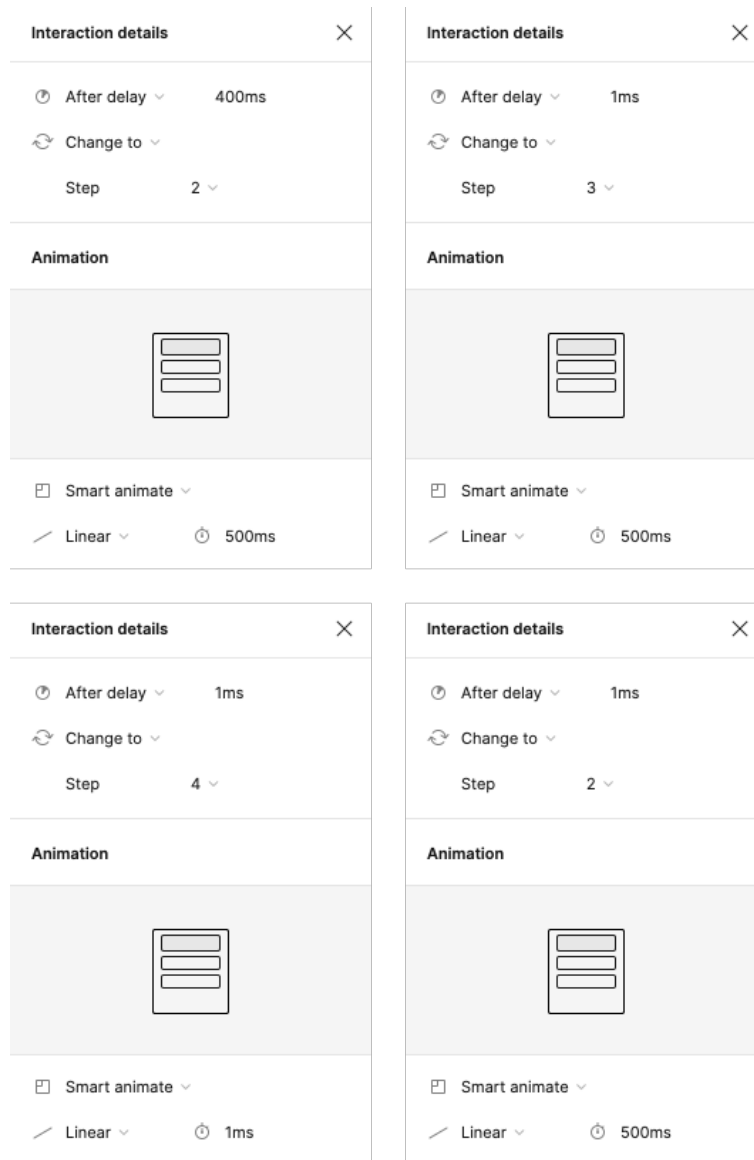 Interaction details
After delay 400ms
Change to
Step 2
Animation
Smart animate
Linear 500ms
Interaction details
After delay 1ms
Change to
Step 3
Animation
Smart animate
Linear 500ms
Interaction details
After delay 1ms
Change to
Step 4
Animation
Smart animate
Linear 1ms
Interaction details
After delay 1ms
Change to
Step 2
Animation
Smart animate
Linear 500ms